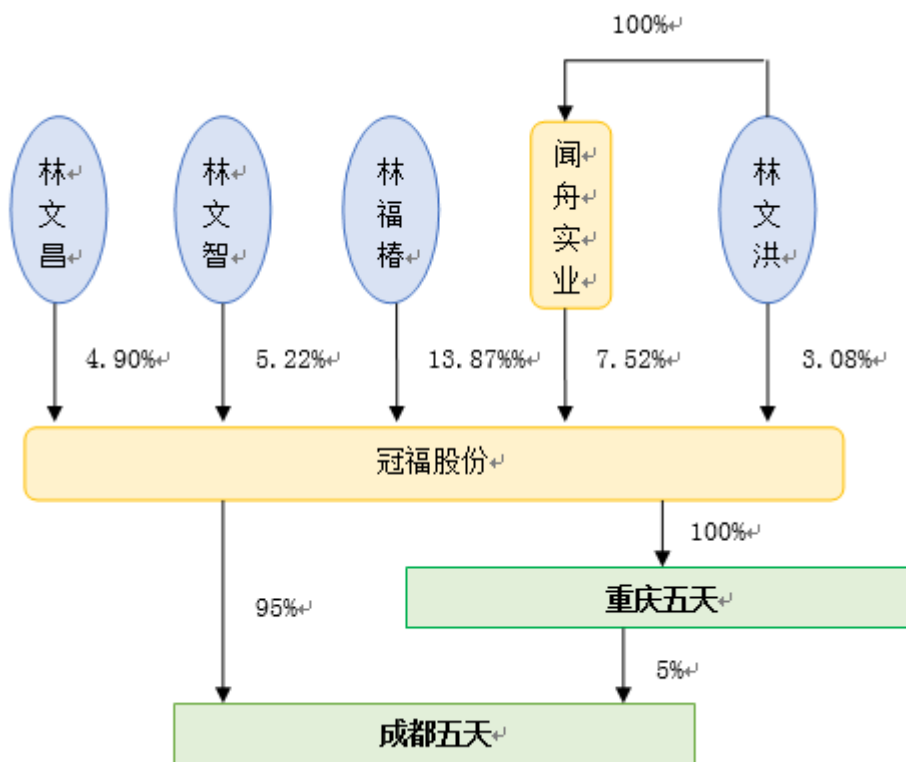 100%↵
林↵
文
昌↵
林↵
文
智↵
林
福
椿↵
闻↵
舟↵
实↵
业↵
林
文
洪↵
4.90%↵
5.22%↵
13.87%%↵
7.52%↵
3.08%↵
冠福股份↵
100%↵
重庆五天↵
95%↵
5%↵
成都五天↵